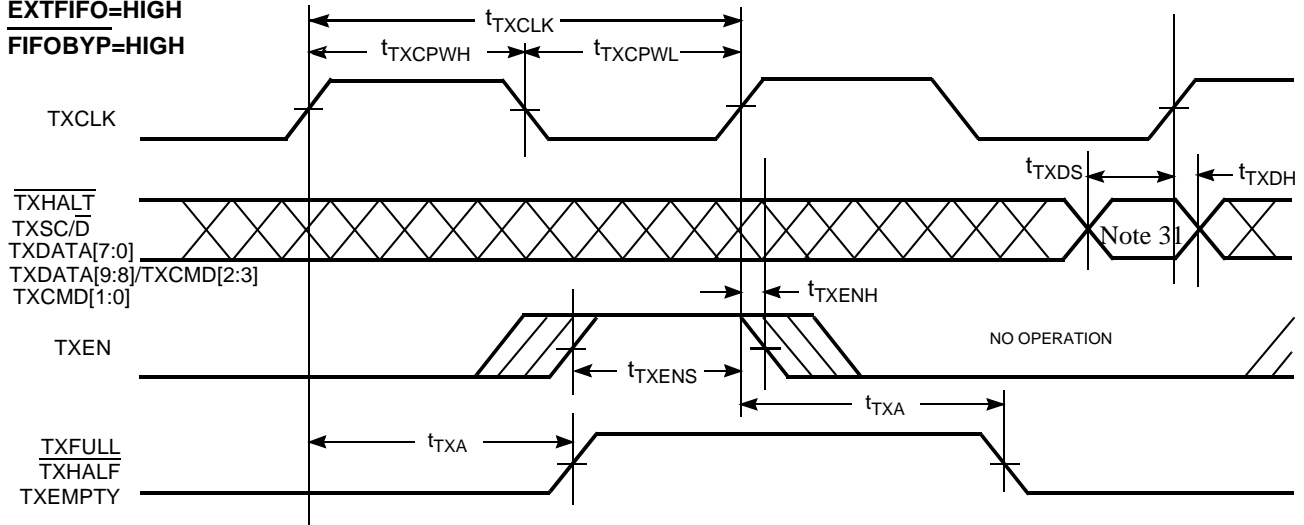 EXTFIFO=HIGH
FIFOBYP=HIGH
tTXCLK
tTXCPWH
tTXCPWL
TXCLK
tTXDS
tTXDH
TXHALT
TXSC/D
TXDATA[7:0]
TXDATA[9:8]/TXCMD[2:3]
TXCMD[1:0]
Note 31
tTXENH
TXEN
NO OPERATION
tTXENS
tTXA
tTXA
TXFULL
TXHALF
TXEMPTY